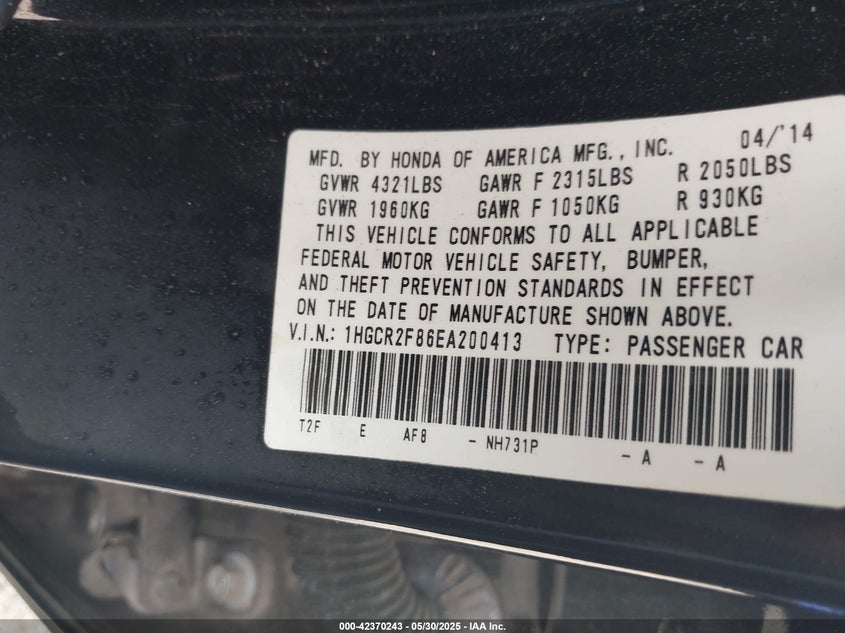 04/'14
MFD. BY HONDA OF AMERICA MFG., INC.
GVWR 4321LBS GAWR F 2315LBS R 2050LBS
GVWR 1960KG GAWR F 1050KG R 930KG
THIS VEHICLE CONFORMS TO ALL APPLICABLE
FEDERAL MOTOR VEHICLE SAFETY, BUMPER,
AND THEFT PREVENTION STANDARDS IN EFFECT
ON THE DATE OF MANUFACTURE SHOWN ABOVE.
V.I.N.: 1HGCR2F86EA200413 TYPE: PASSENGER CAR
T2F E AF8 - NH731P - A - A
000-42370243 - 05/30/2025 - IAA Inc.